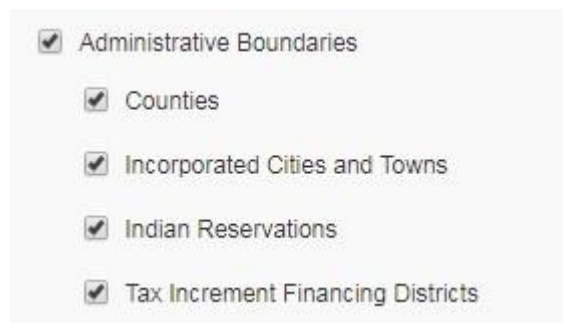 Administrative Boundaries
Counties
Incorporated Cities and Towns
Indian Reservations
Tax Increment Financing Districts